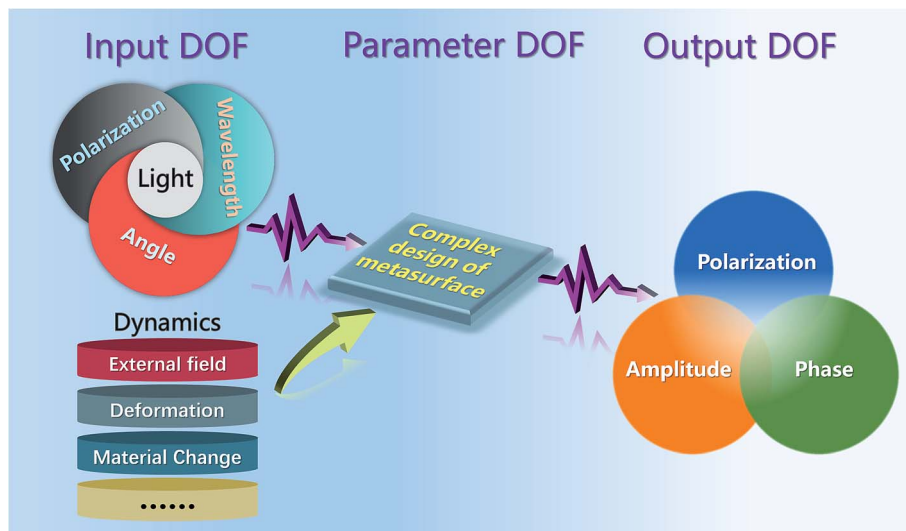 Input DOF
Parameter DOF
Output DOF
Polarization
Wavelength
Light
Angle
Complex
design of
metasurface
Polarization
Amplitude
Phase
Dynamics
External field
Deformation
Material Change
......